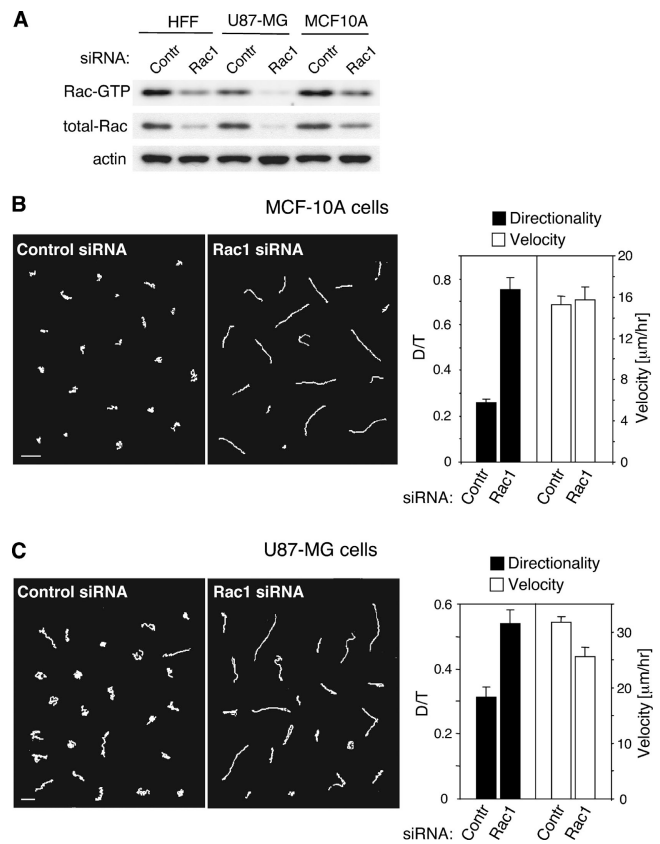 A
HFF U87-MG MCF10A
siRNA: Contr Rac1 Contr Rac1 Contr Rac1
Rac-GTP
total-Rac
actin
B
MCF-10A cells
Directionality
Velocity
Control siRNA Rac1 siRNA
0.8
0.6
0.4
0.2
0
D/T
20
16
12
8
4
0
Velocity [µm/hr]
siRNA: Contr Rac1 Contr Rac1
C
U87-MG cells
Directionality
Velocity
Control siRNA Rac1 siRNA
0.6
0.4
0.2
0
D/T
30
20
10
0
Velocity [µm/hr]
siRNA: Contr Rac1 Contr Rac1